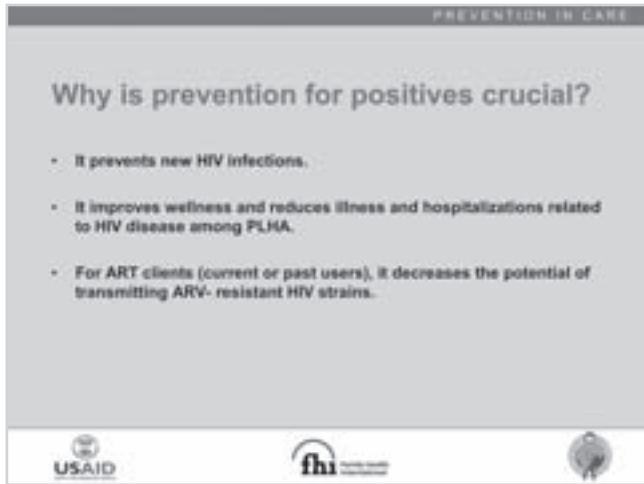 PREVENTION IN CARE
Why is prevention for positives crucial?
• It prevents new HIV infections.
• It improves wellness and reduces illness and hospitalizations related
to HIV disease among PLHA.
• For ART clients (current or past users), it decreases the potential of
transmitting ARV- resistant HIV strains.
USAID
fhi